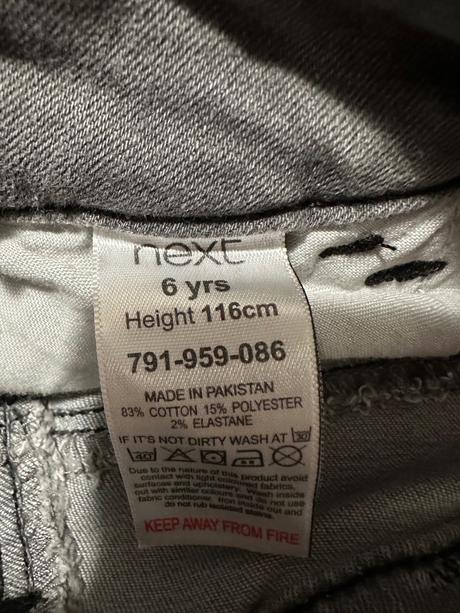 next
6 yrs
Height 116cm
791-959-086
MADE IN PAKISTAN
83% COTTON 15% POLYESTER
2% ELASTANE
IF IT'S NOT DIRTY WASH AT 30
40
Due to the nature of this product avoid
contact with light coloured fabrics,
surfaces and upholstery. Wash inside
out with similar colours and do not use
fabric conditioner. Iron inside out and
do not rub isolated stains.
KEEP AWAY FROM FIRE